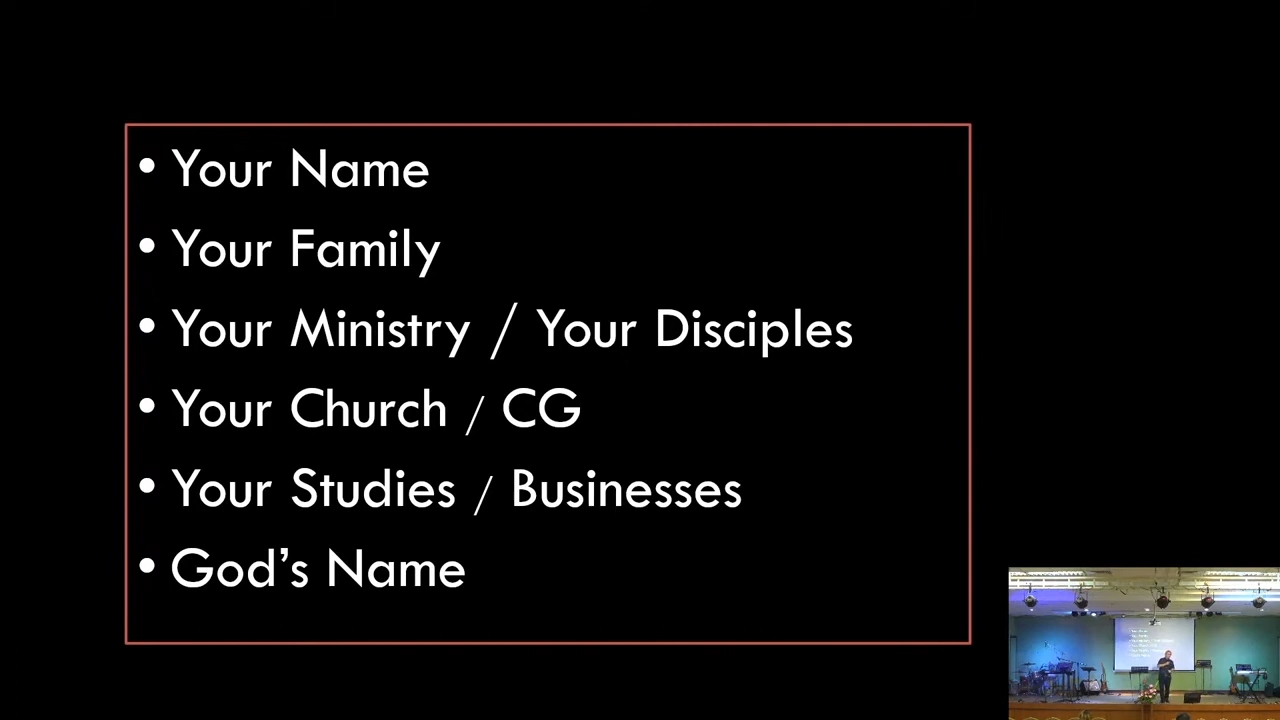 • Your Name
• Your Family
• Your Ministry / Your Disciples
• Your Church / CG
• Your Studies / Businesses
• God’s Name